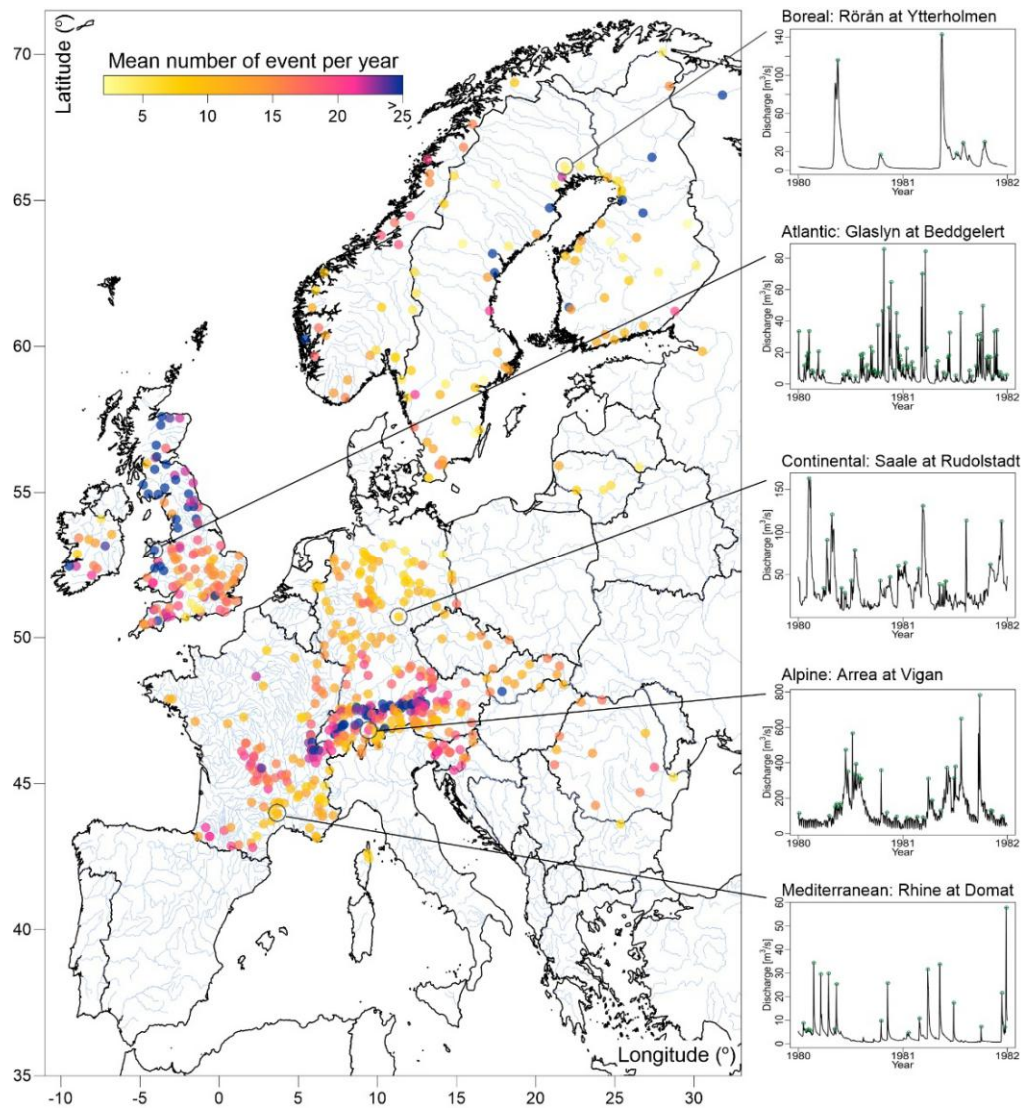 Latitude (°)
Mean number of event per year
5 10 15 20 > 25
70
65
60
55
50
45
40
35
-10 -5 0 5 10 15 20 25 30
Longitude (°)
Boreal: Rörån at Ytterholmen
Discharge [m³/s]
140
100
60
20
0
1980 1981 1982
Year
Atlantic: Glaslyn at Beddgelert
Discharge [m³/s]
80
60
40
20
0
1980 1981 1982
Year
Continental: Saale at Rudolstadt
Discharge [m³/s]
150
100
50
1980 1981 1982
Year
Alpine: Arrea at Vigan
Discharge [m³/s]
800
600
400
200
0
1980 1981 1982
Year
Mediterranean: Rhine at Domat
Discharge [m³/s]
60
50
40
30
20
10
0
1980 1981 1982
Year